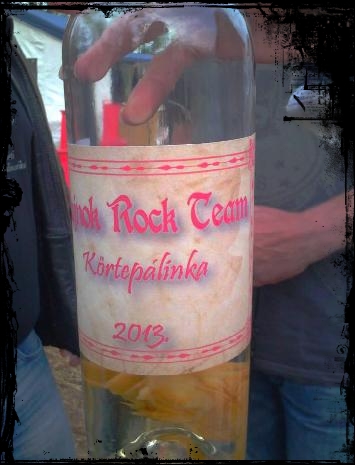 Rock Team
Körtepálinka
2013.